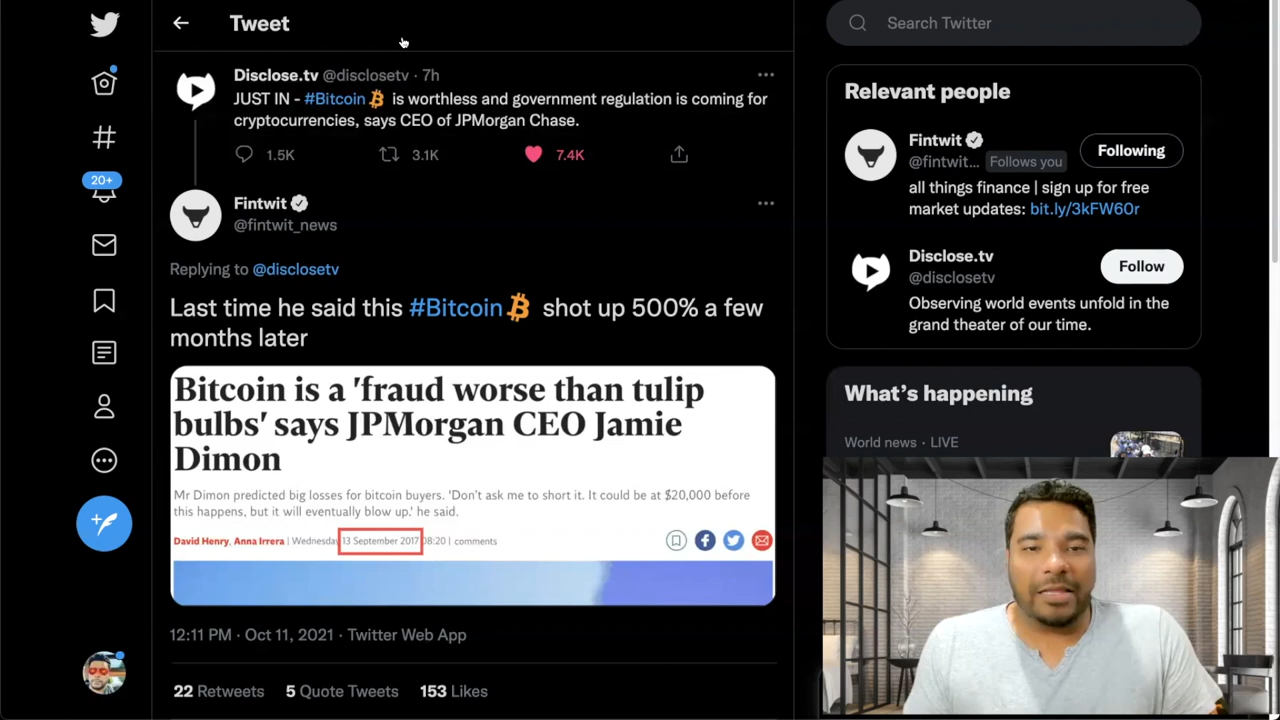 Tweet
Search Twitter
Disclose.tv @disclosetv · 7h
JUST IN - #Bitcoin is worthless and government regulation is coming for
cryptocurrencies, says CEO of JPMorgan Chase.
1.5K 3.1K 7.4K
20+
Fintwit
@fintwit_news
Replying to @disclosetv
Last time he said this #Bitcoin shot up 500% a few
months later
Bitcoin is a 'fraud worse than tulip
bulbs' says JPMorgan CEO Jamie
Dimon
Mr Dimon predicted big losses for bitcoin buyers. 'Don't ask me to short it. It could be at $20,000 before
this happens, but it will eventually blow up.' he said.
David Henry, Anna Irrera | Wednesday 13 September 2017 08:20 | comments
12:11 PM · Oct 11, 2021 · Twitter Web App
22 Retweets 5 Quote Tweets 153 Likes
Relevant people
Fintwit
@fintwit... Follows you
Following
all things finance | sign up for free
market updates: bit.ly/3kFW60r
Disclose.tv
@disclosetv
Follow
Observing world events unfold in the
grand theater of our time.
What's happening
World news · LIVE